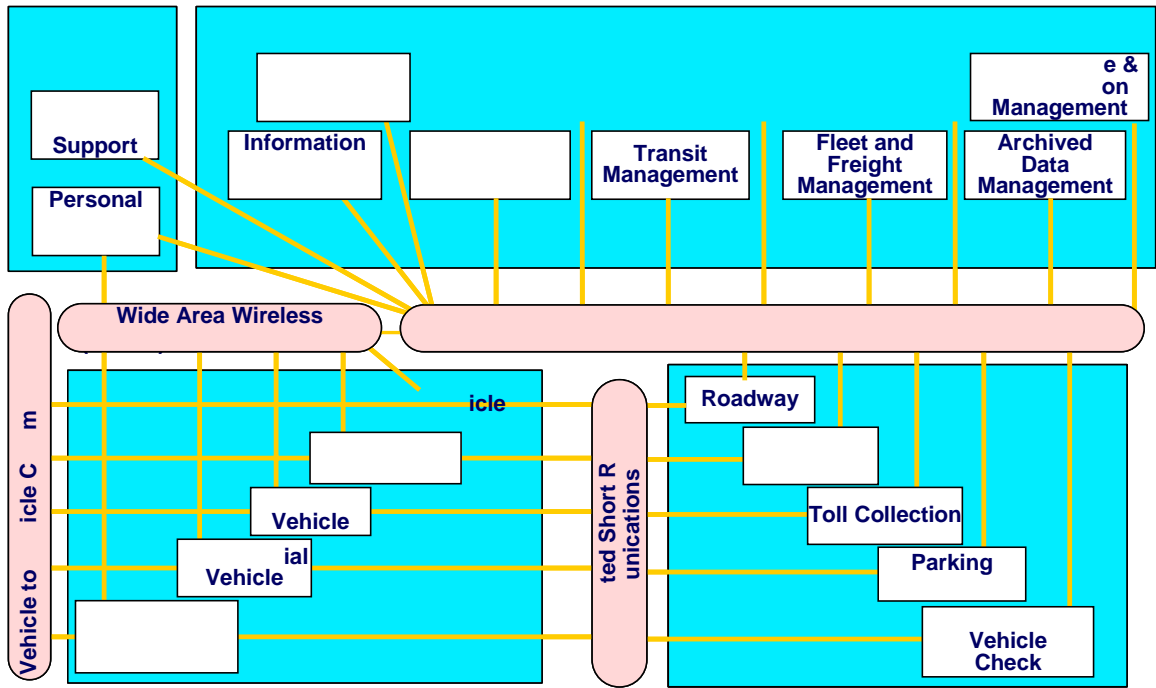 e &
on
Management
Support
Information
Transit
Management
Fleet and
Freight
Management
Archived
Data
Management
Personal
Wide Area Wireless
icle
Roadway
Vehicle
Toll Collection
ial
Vehicle
Parking
Vehicle
Check
Vehicle to icle C m
ted Short R
unications